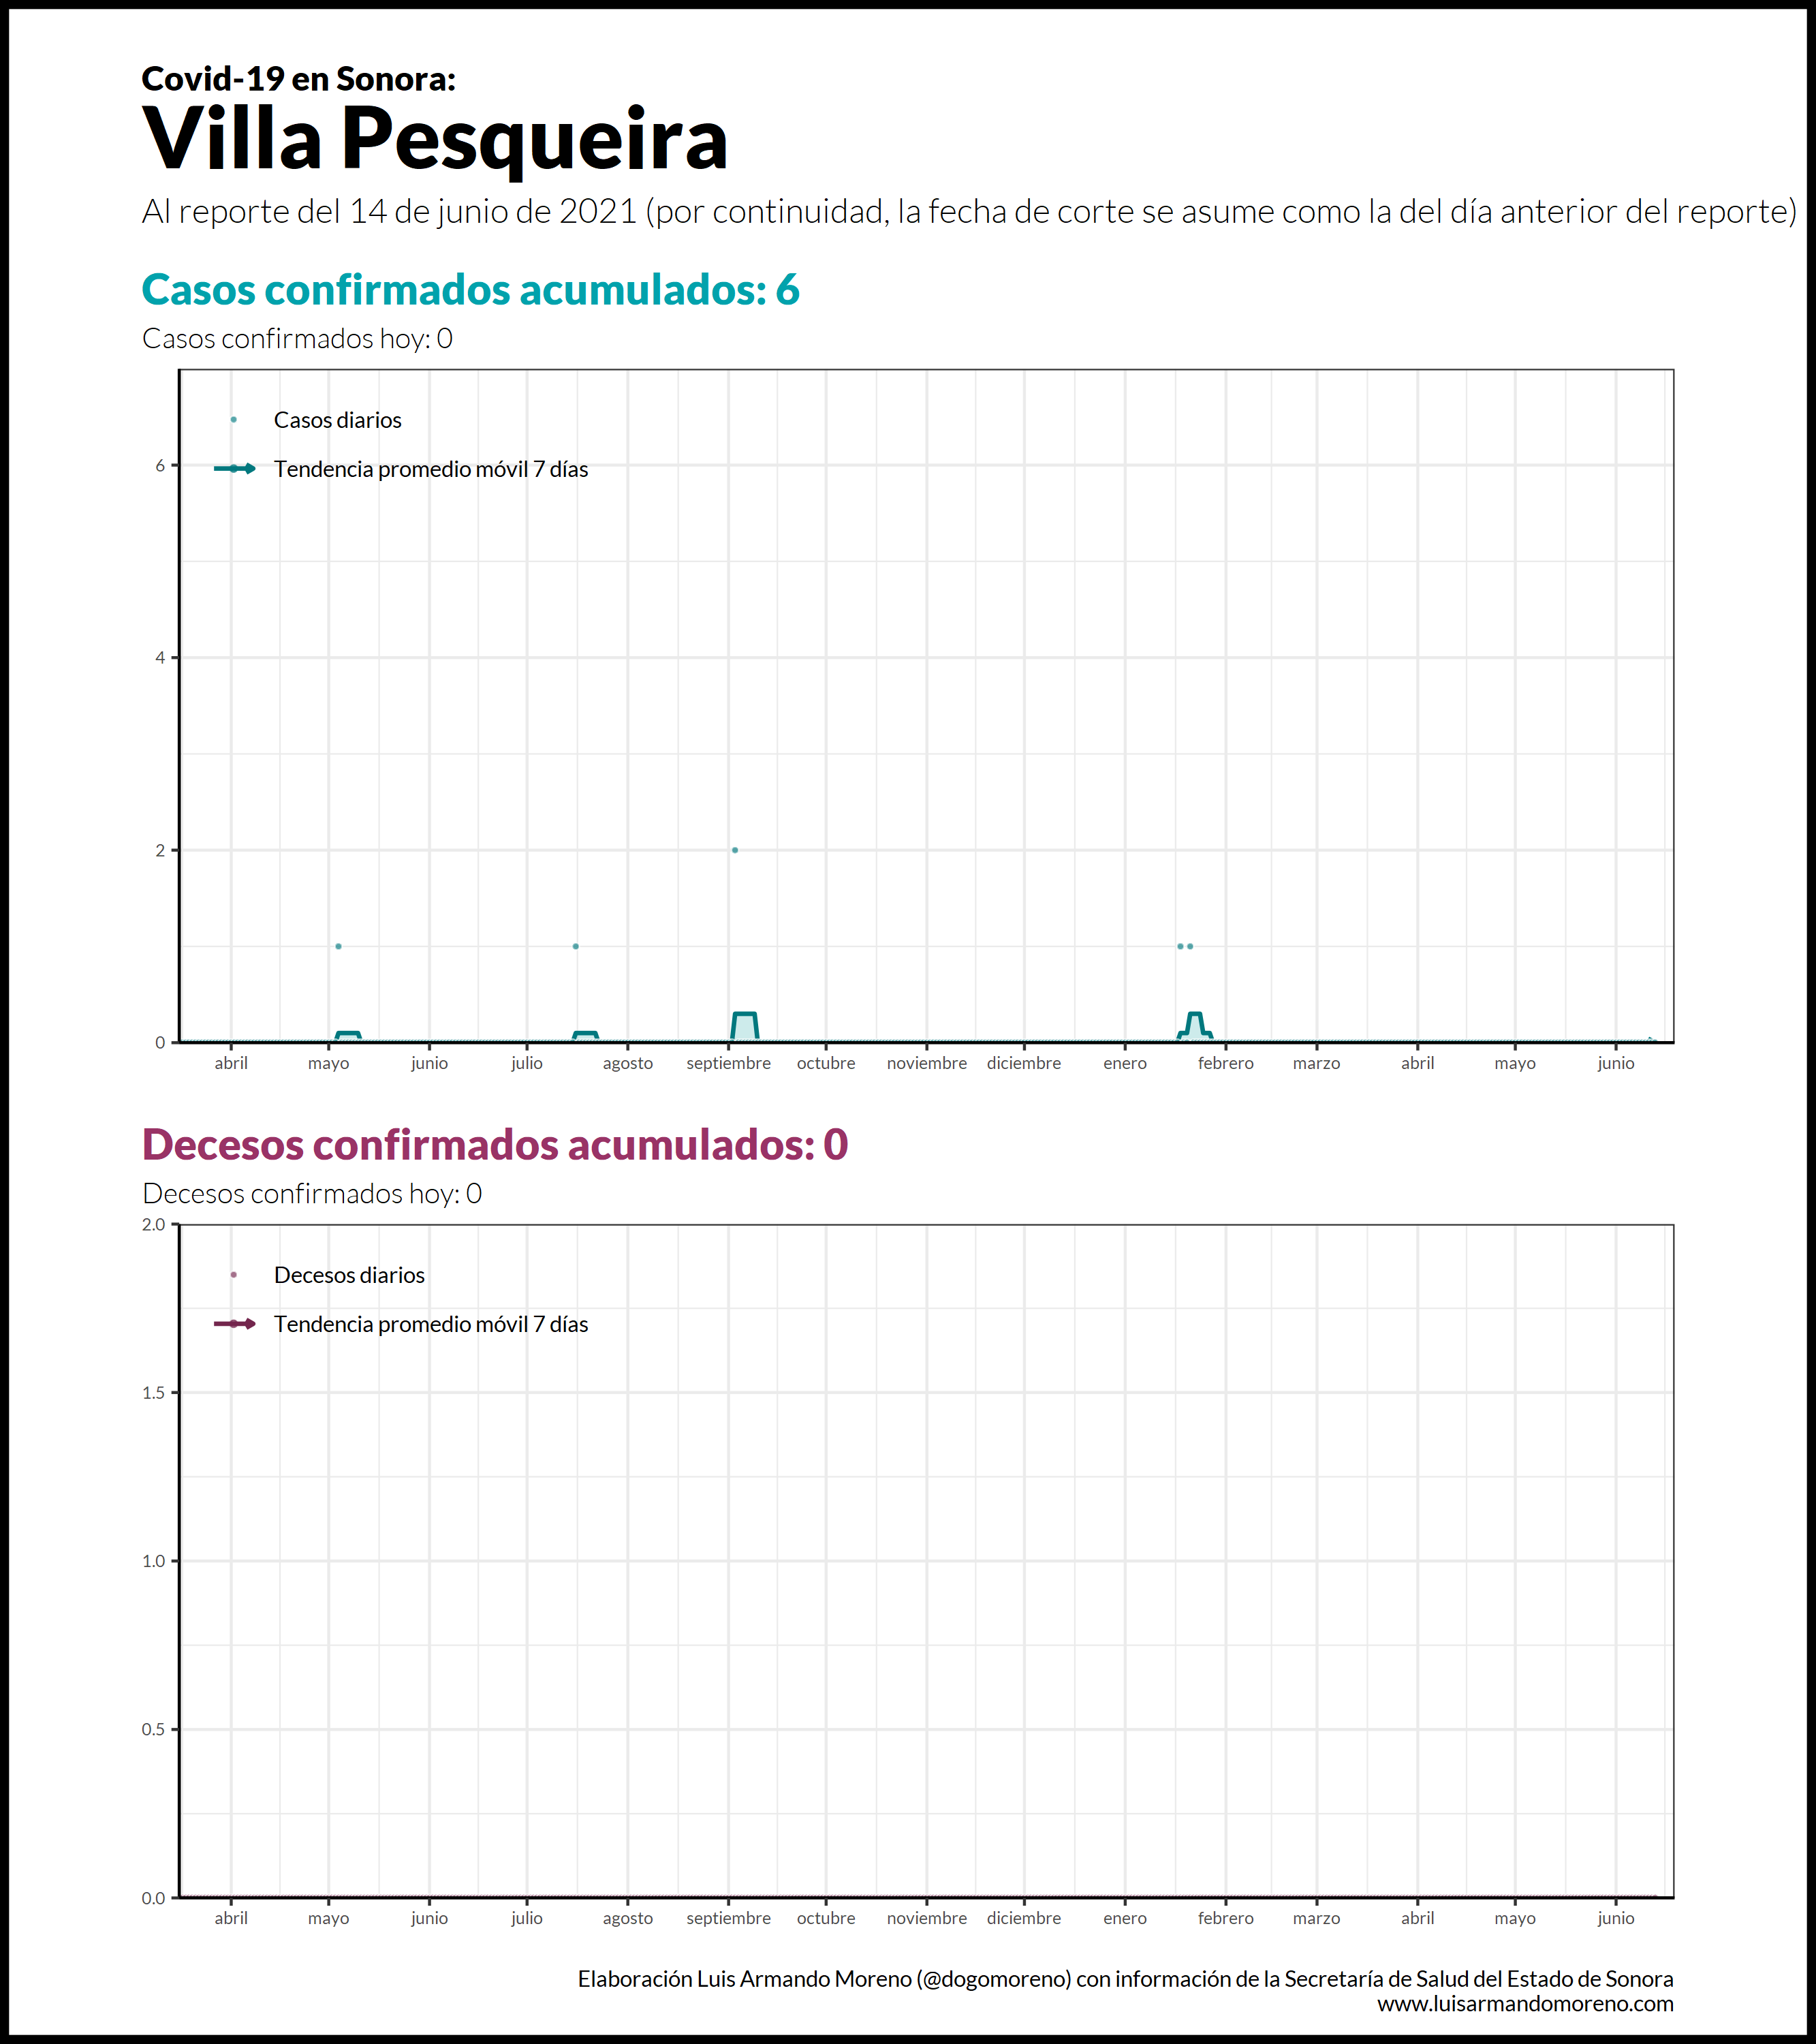 Covid-19 en Sonora:
Villa Pesqueira
Al reporte del 14 de junio de 2021 (por continuidad, la fecha de corte se asume como la del día anterior del reporte)
Casos confirmados acumulados: 6
Casos confirmados hoy: 0
Casos diarios
Tendencia promedio móvil 7 días
6
4
2
0
abril mayo junio julio agosto septiembre octubre noviembre diciembre enero febrero marzo abril mayo junio
Decesos confirmados acumulados: 0
Decesos confirmados hoy: 0
2.0
Decesos diarios
Tendencia promedio móvil 7 días
1.5
1.0
0.5
0.0
abril mayo junio julio agosto septiembre octubre noviembre diciembre enero febrero marzo abril mayo junio
Elaboración Luis Armando Moreno (@dogomoreno) con información de la Secretaría de Salud del Estado de Sonora
www.luisarmandomoreno.com